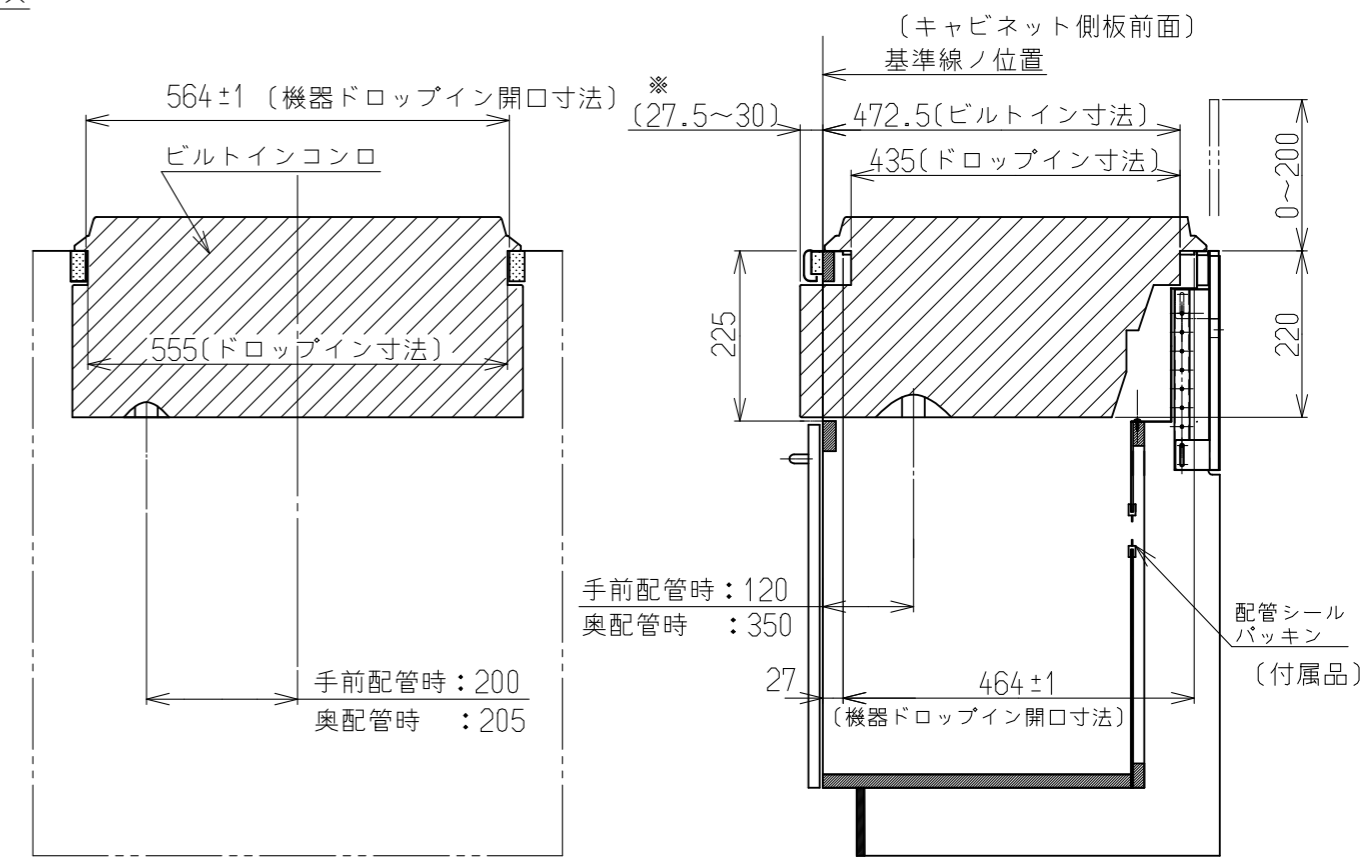 564±1（機器ドロップイン開口寸法）
ビルトインコンロ
555(ドロップイン寸法)
手前配管時：200
奥配管時　：205
（キャビネット側板前面）
基準線ノ位置
※
(27.5～30)
472.5(ビルトイン寸法)
435(ドロップイン寸法)
0～200
225
220
手前配管時：120
奥配管時　：350
27
464±1
（機器ドロップイン開口寸法）
配管シール
パッキン
（付属品）